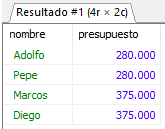 Resultado #1 (4r × 2c)
nombre presupuesto
Adolfo 280.000
Pepe 280.000
Marcos 375.000
Diego 375.000